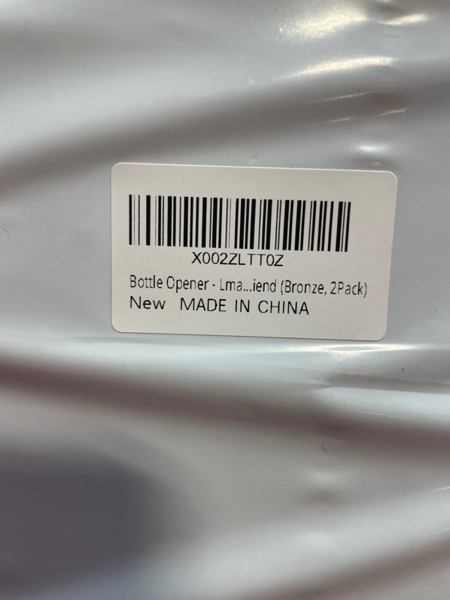 X002ZLTT0Z
Bottle Opener - Lma...iend (Bronze, 2Pack)
New MADE IN CHINA